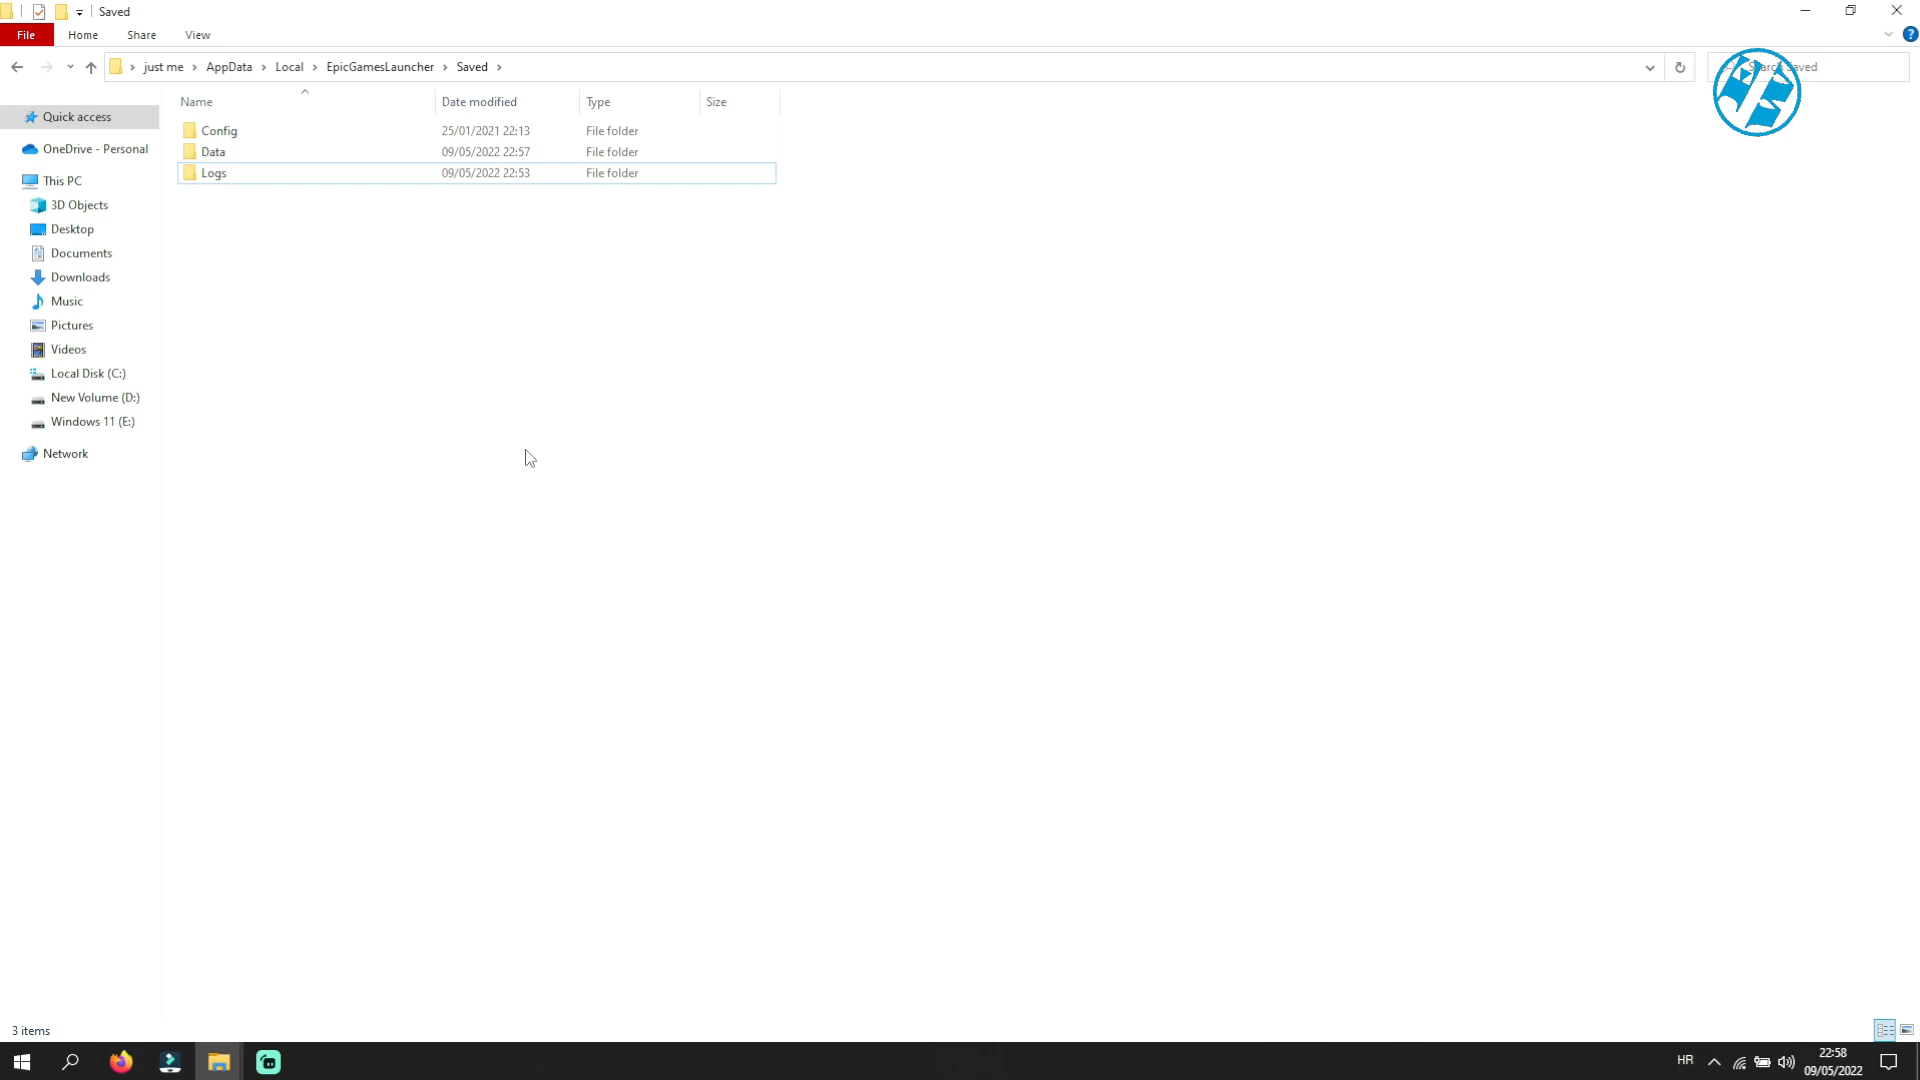 Saved
File Home Share View
just me AppData Local EpicGamesLauncher Saved
Search Saved
Name Date modified Type Size
Config 25/01/2021 22:13 File folder
Data 09/05/2022 22:57 File folder
Logs 09/05/2022 22:53 File folder
Quick access
OneDrive - Personal
This PC
3D Objects
Desktop
Documents
Downloads
Music
Pictures
Videos
Local Disk (C:)
New Volume (D:)
Windows 11 (E:)
Network
3 items
HR
22:58
09/05/2022